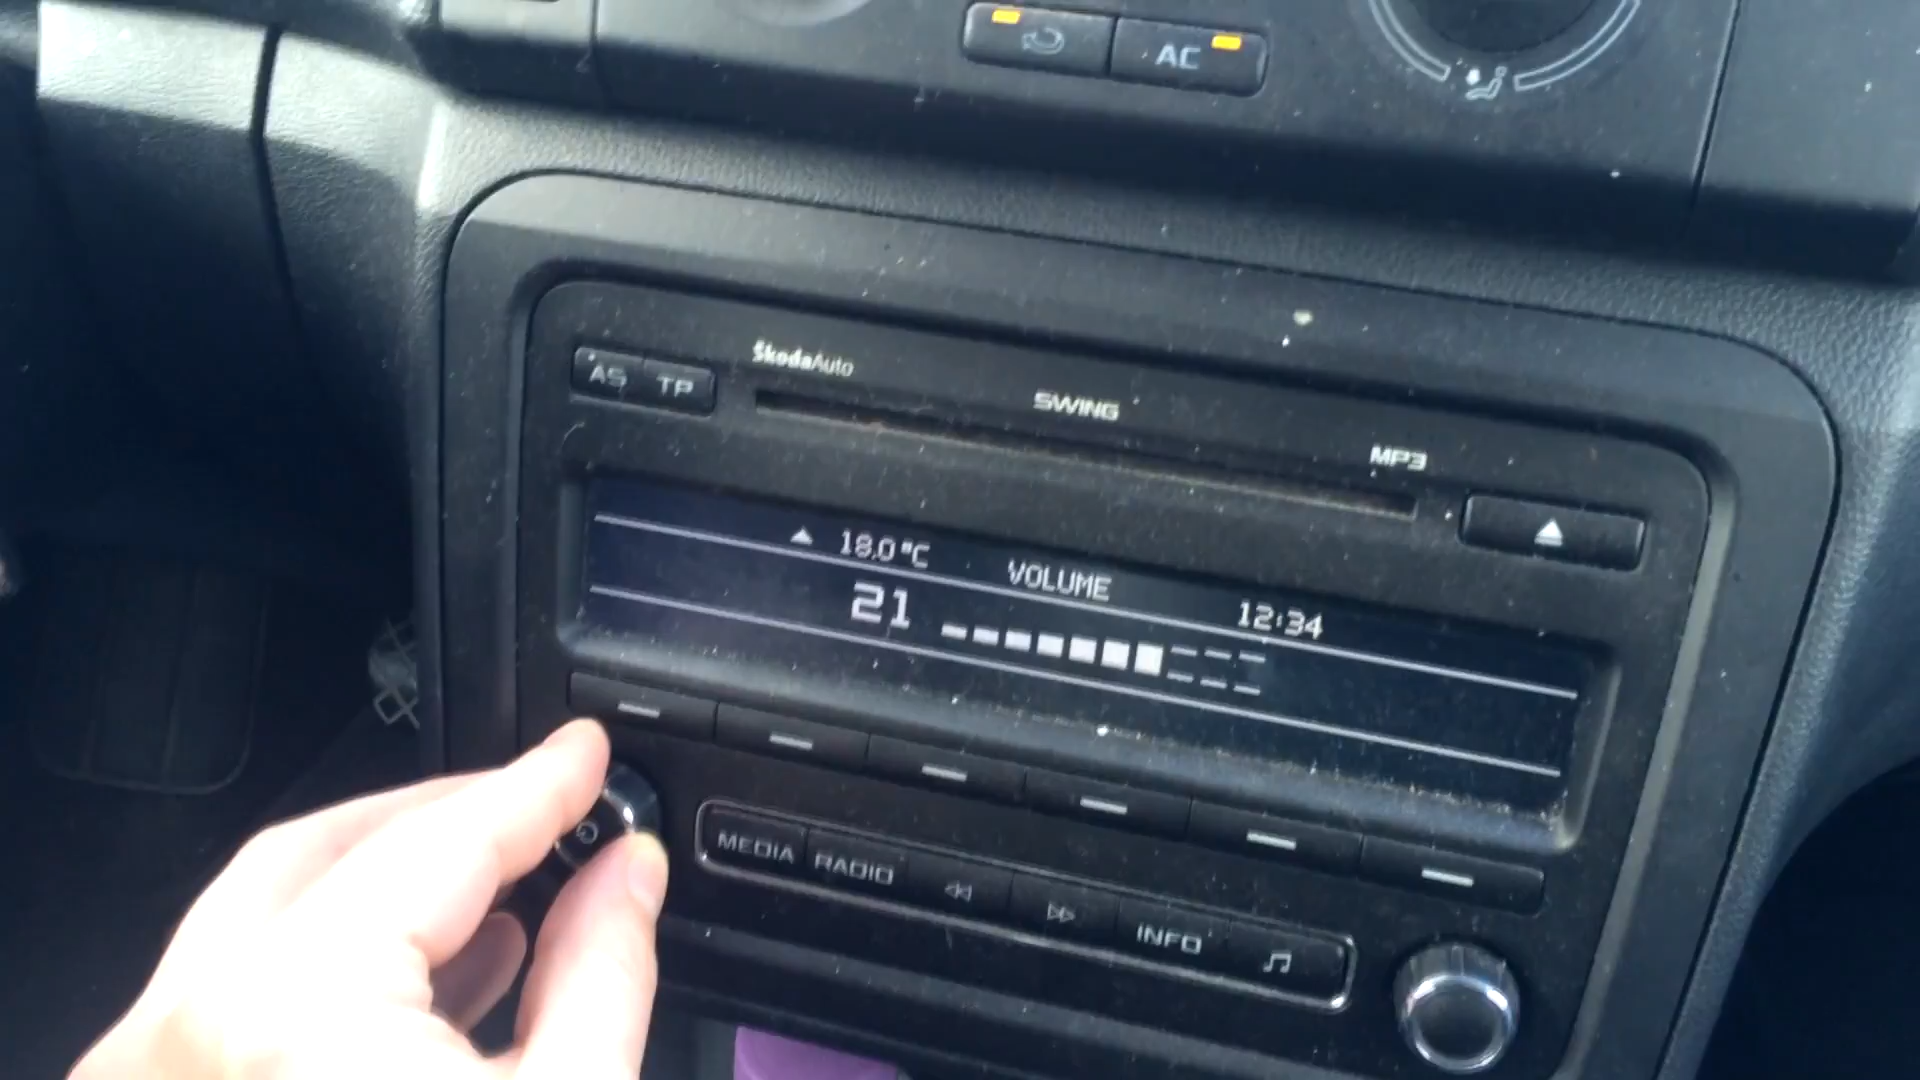 AC
AS TP
ŠkodaAuto
SWING
MP3
18.0°C VOLUME 12:34
21
MEDIA RADIO INFO